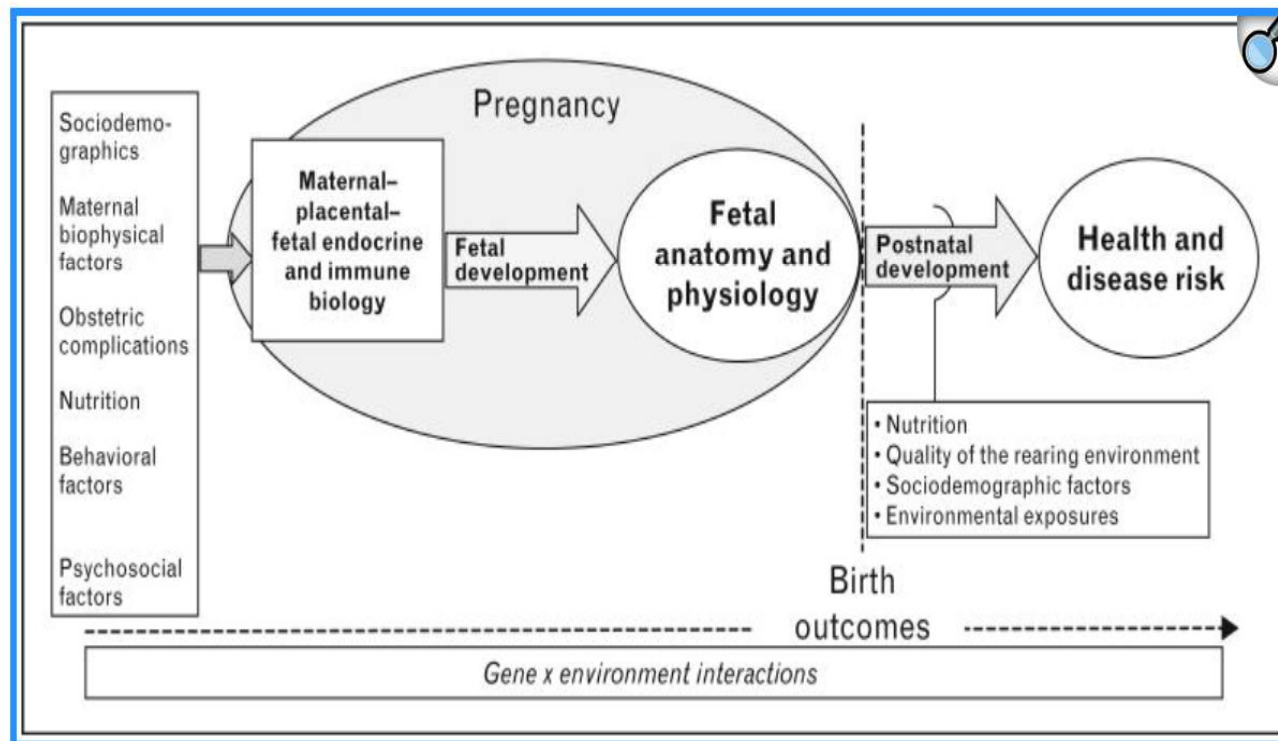 Pregnancy
Sociodemo-
graphics
Maternal
biophysical
factors
Obstetric
complications
Nutrition
Behavioral
factors
Psychosocial
factors
Maternal–
placental–
fetal endocrine
and immune
biology
Fetal
development
Fetal
anatomy and
physiology
Postnatal
development
Health and
disease risk
• Nutrition
• Quality of the rearing environment
• Sociodemographic factors
• Environmental exposures
Birth
outcomes
Gene x environment interactions